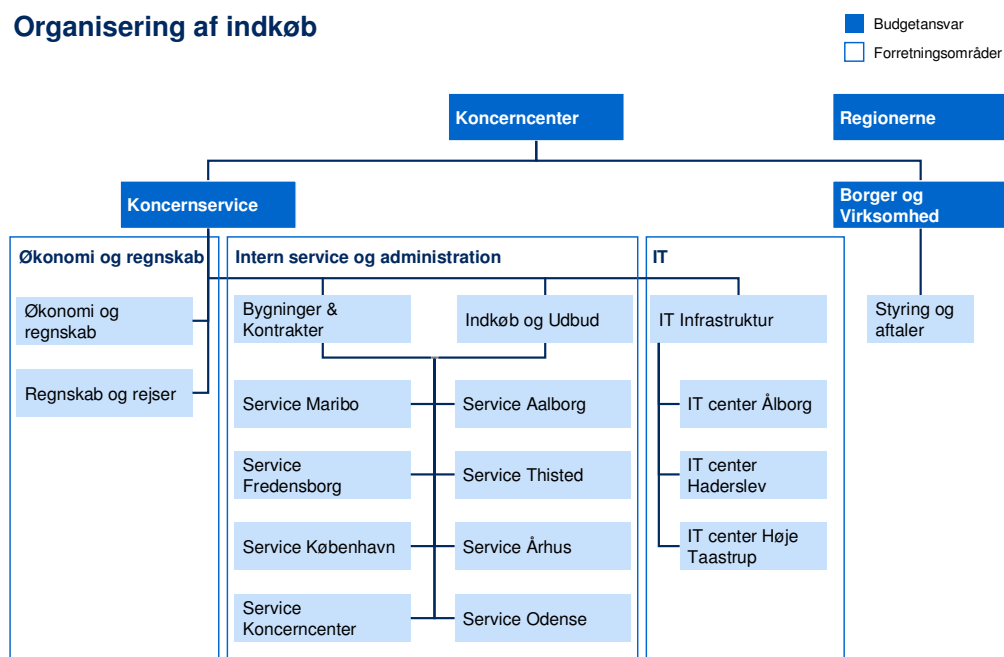 Organisering af indkøb
Budgetansvar
Forretningsområder
Koncerncenter
Regionerne
Koncernservice
Borger og
Virksomhed
Økonomi og regnskab
Intern service og administration
IT
Økonomi og
regnskab
Bygninger &
Kontrakter
Indkøb og Udbud
IT Infrastruktur
Styring og
aftaler
Regnskab og rejser
Service Maribo
Service Aalborg
IT center Ålborg
Service
Fredensborg
Service Thisted
IT center
Haderslev
Service København
Service Århus
IT center Høje
Taastrup
Service
Koncerncenter
Service Odense